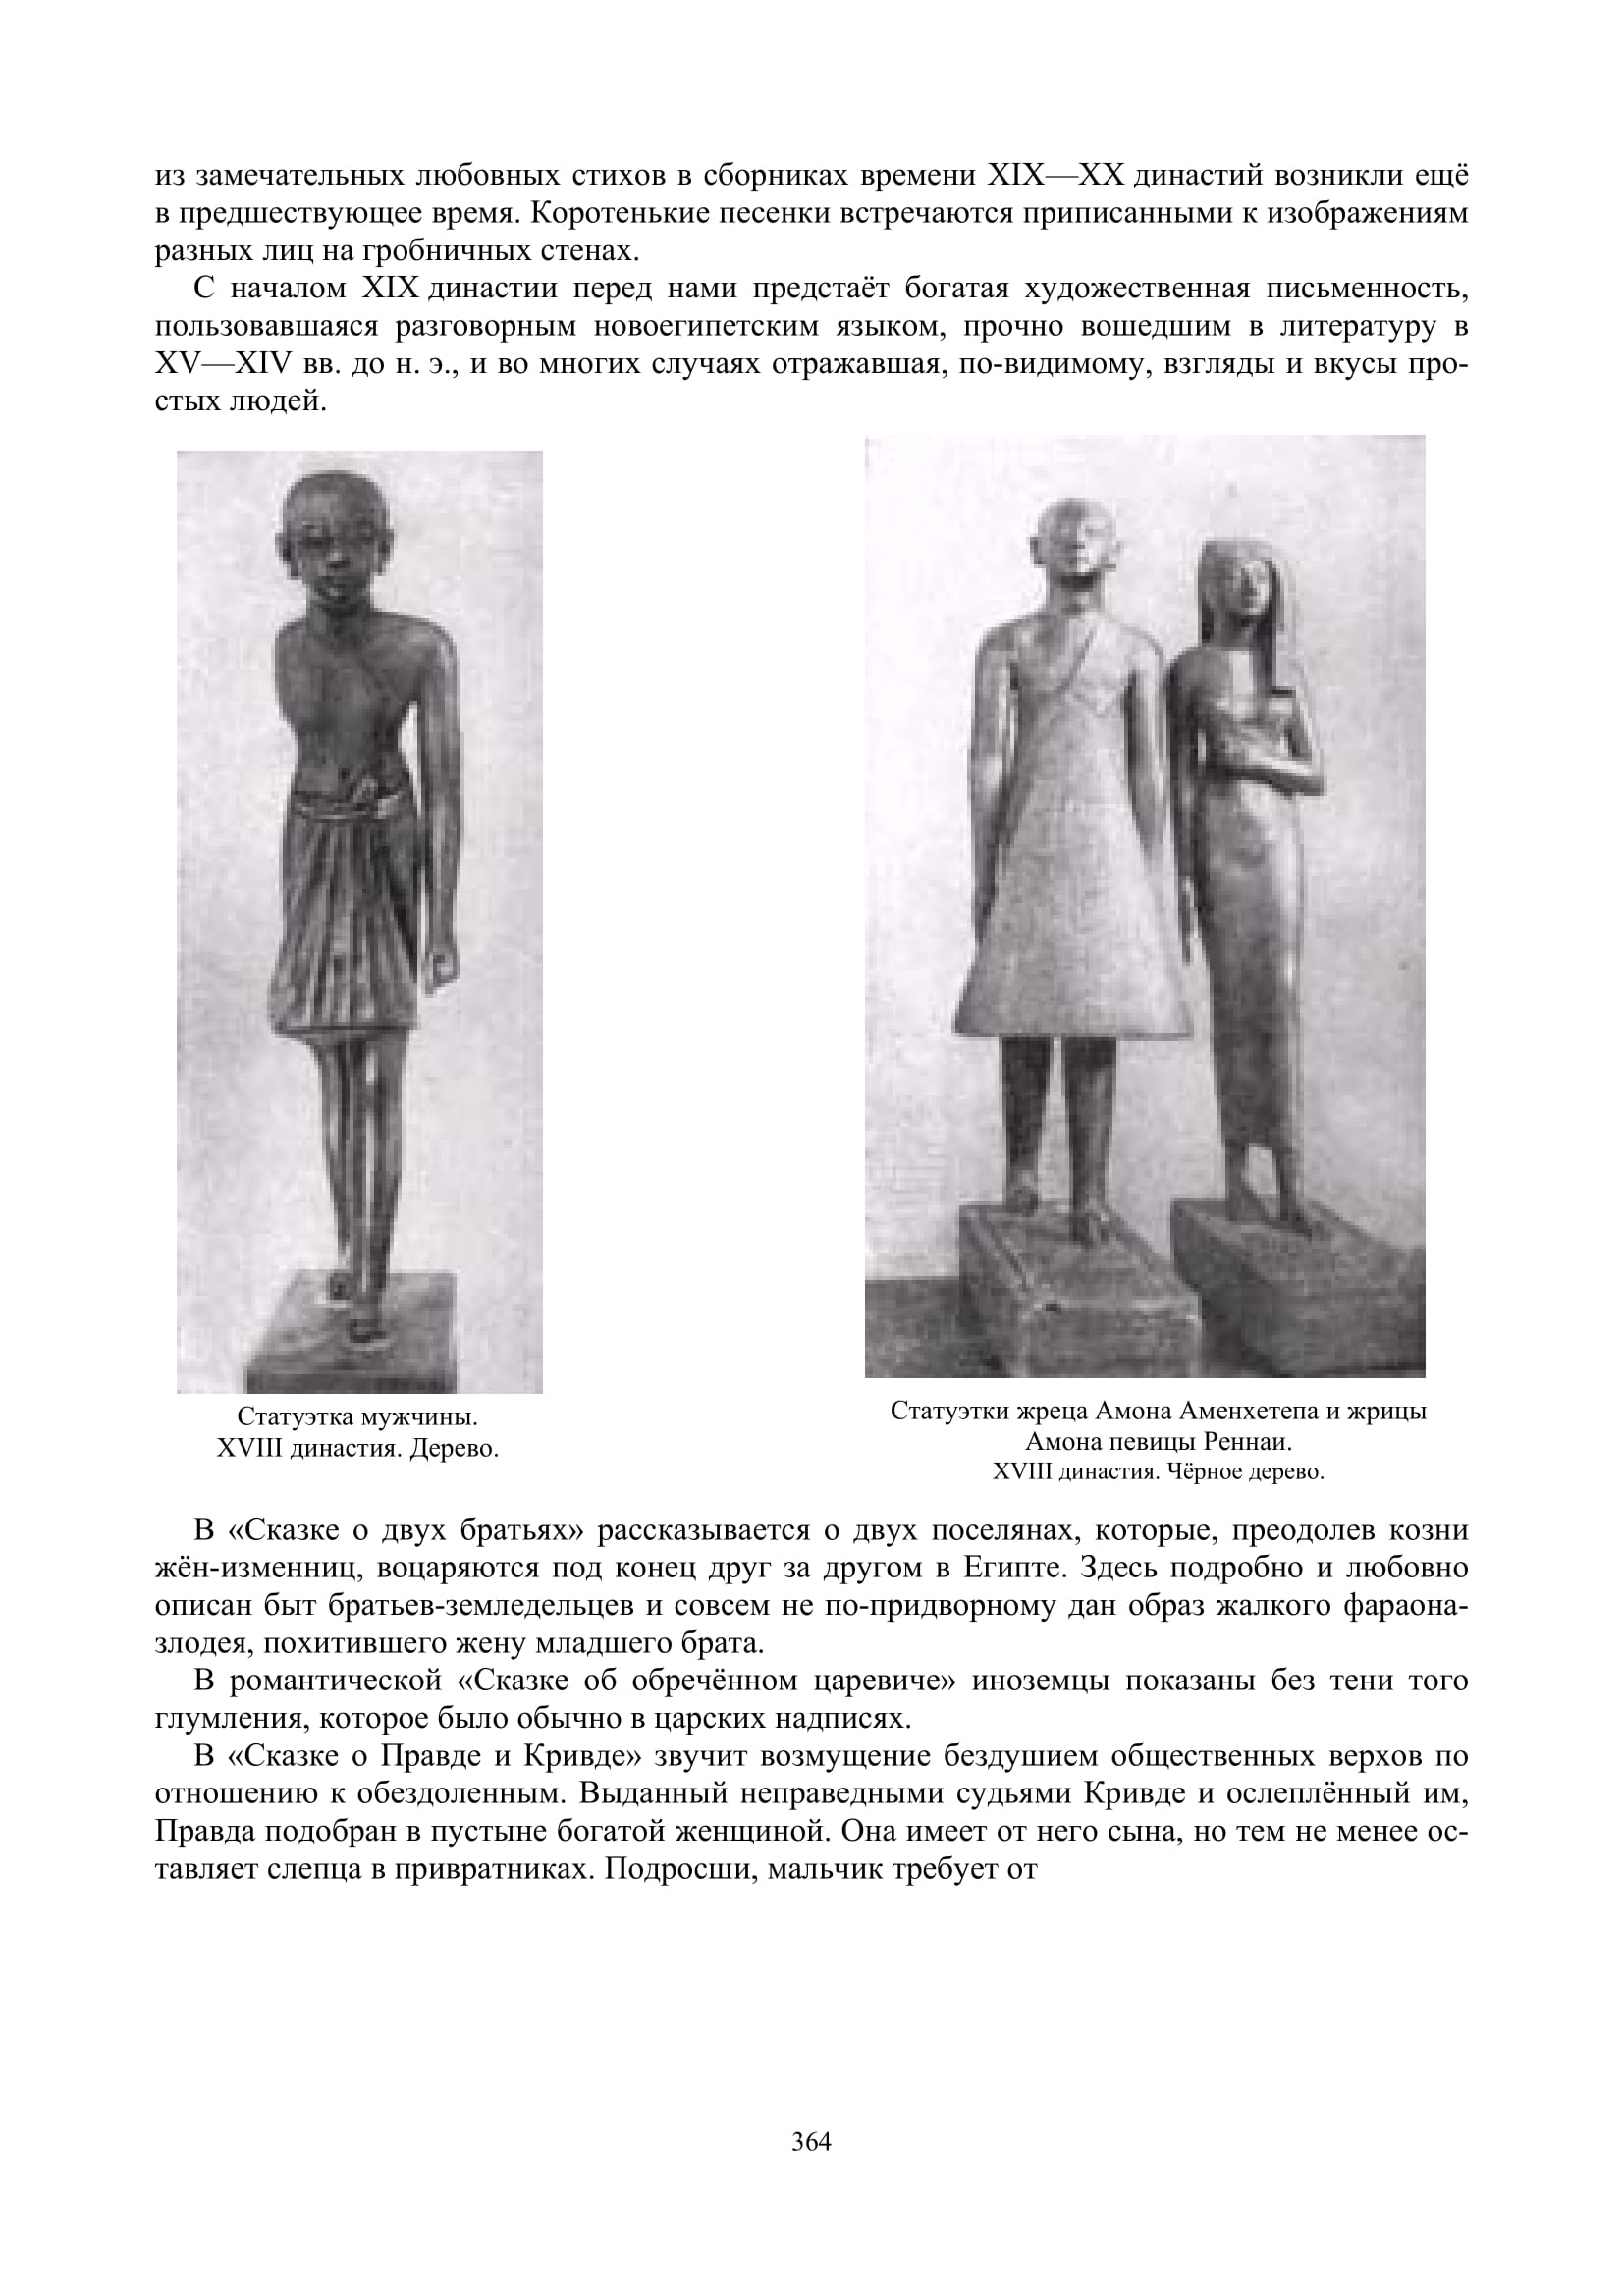 из замечательных любовных стихов в сборниках времени XIX—XX династий возникли ещё
в предшествующее время. Коротенькие песенки встречаются приписанными к изображениям
разных лиц на гробничных стенах.
С началом XIX династии перед нами предстаёт богатая художественная письменность,
пользовавшаяся разговорным новоегипетским языком, прочно вошедшим в литературу в
XV—XIV вв. до н. э., и во многих случаях отражавшая, по-видимому, взгляды и вкусы про-
стых людей.
Статуэтка мужчины.
XVIII династия. Дерево.
Статуэтки жреца Амона Аменхетепа и жрицы
Амона певицы Реннаи.
XVIII династия. Чёрное дерево.
В «Сказке о двух братьях» рассказывается о двух поселянах, которые, преодолев козни
жён-изменниц, воцаряются под конец друг за другом в Египте. Здесь подробно и любовно
описан быт братьев-земледельцев и совсем не по-придворному дан образ жалкого фараона-
злодея, похитившего жену младшего брата.
В романтической «Сказке об обречённом царевиче» иноземцы показаны без тени того
глумления, которое было обычно в царских надписях.
В «Сказке о Правде и Кривде» звучит возмущение бездушием общественных верхов по
отношению к обездоленным. Выданный неправедными судьями Кривде и ослеплённый им,
Правда подобран в пустыне богатой женщиной. Она имеет от него сына, но тем не менее ос-
тавляет слепца в привратниках. Подросши, мальчик требует от
364